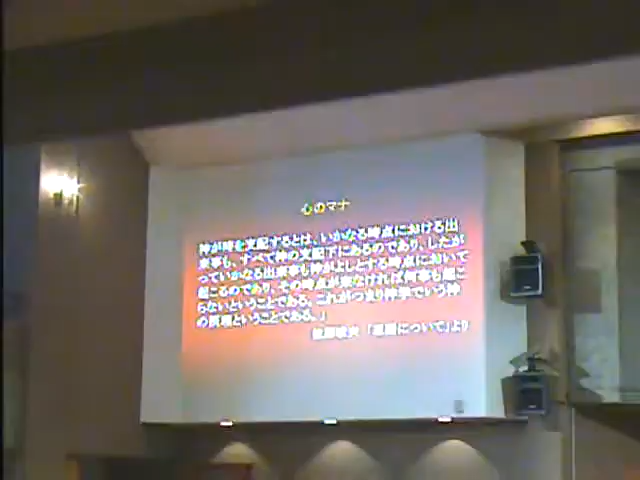 心のマナ
神が時を支配するとは、いかなる時点における出
来事も、すべて神の支配下にあるのであり、したが
っていかなる出来事も神がよしとする時点において
起こるのであり、その時点が来なければ何事も起こ
らないということである。これがつまり神学でいう神
の摂理ということである。」
「時間について」より